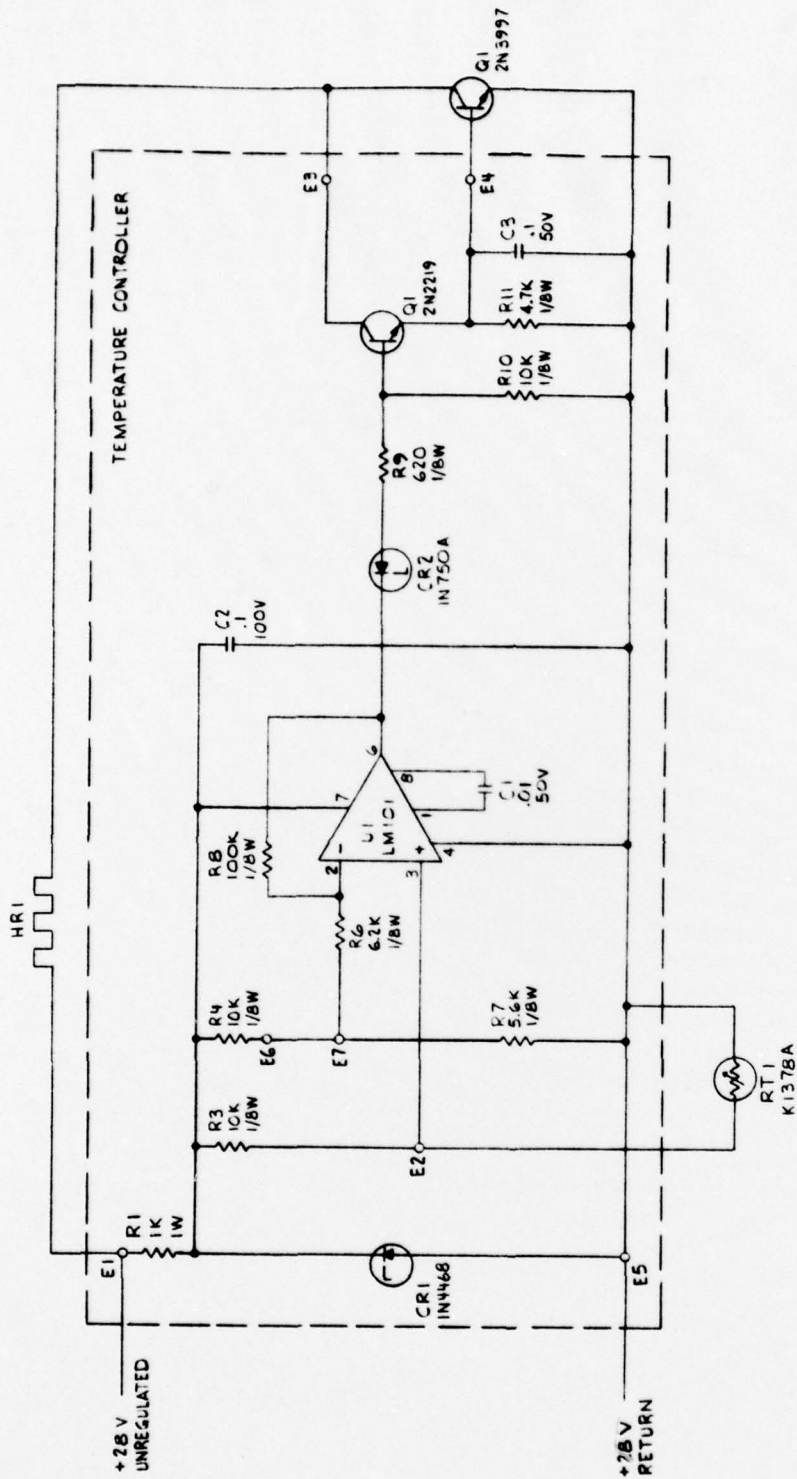 HR1
TEMPERATURE CONTROLLER
+28V
UNREGULATED
E1
R1
1K
1W
R3
10K
1/8W
R4
10K
1/8W
E6
E7
R6
6.2K
1/8W
R8
100K
1/8W
2
-
3
+
U1
LM101
7
6
8
1
4
C1
.01
50V
C2
.1
100V
CR2
1N750A
R9
620
1/8W
Q1
2N2219
E3
E4
Q1
2N3997
R10
10K
1/8W
R11
4.7K
1/8W
C3
.1
50V
CR1
1N4468
E2
R7
5.6K
1/8W
E5
+28V
RETURN
RT1
K1378A